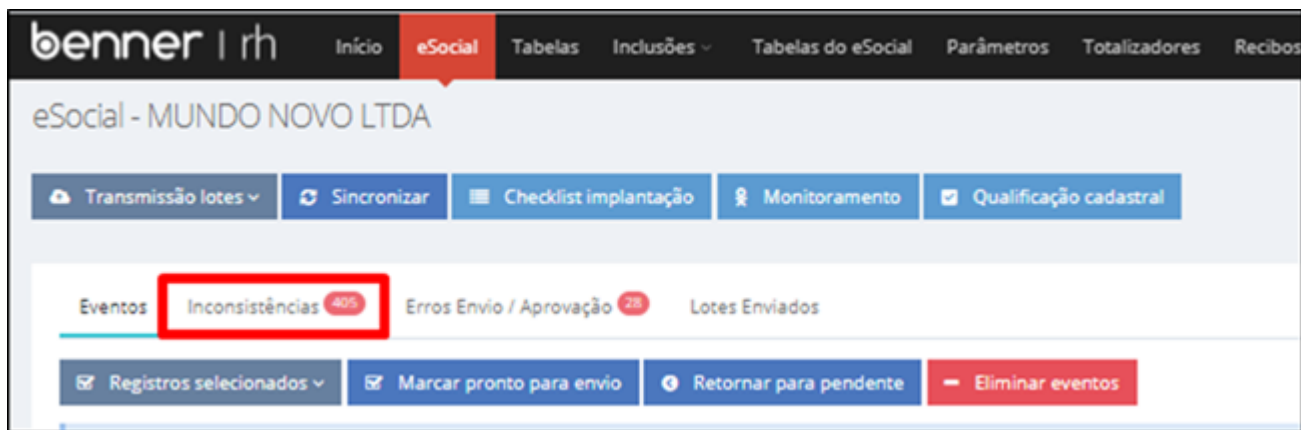 benner | rh Início eSocial Tabelas Inclusões Tabelas do eSocial Parâmetros Totalizadores Recibos
eSocial - MUNDO NOVO LTDA
Transmissão lotes Sincronizar Checklist implantação Monitoramento Qualificação cadastral
Eventos Inconsistências 405 Erros Envio / Aprovação 28 Lotes Enviados
Registros selecionados Marcar pronto para envio Retornar para pendente Eliminar eventos